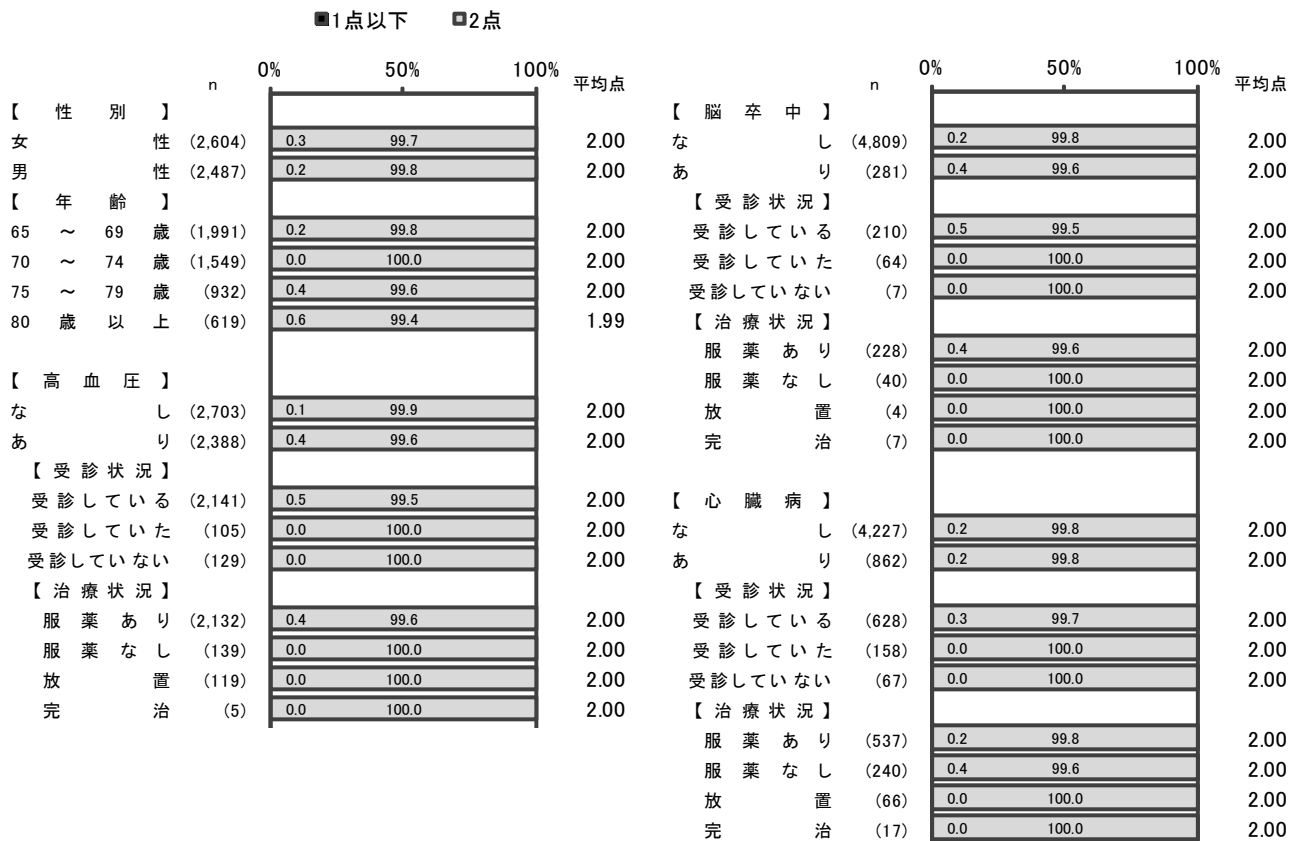 ■1点以下 □2点
n 0% 50% 100% 平均点
【性別】
女性 (2,604) 0.3 99.7 2.00
男性 (2,487) 0.2 99.8 2.00
【年齢】
65～69歳 (1,991) 0.2 99.8 2.00
70～74歳 (1,549) 0.0 100.0 2.00
75～79歳 (932) 0.4 99.6 2.00
80歳以上 (619) 0.6 99.4 1.99
【高血圧】
なし (2,703) 0.1 99.9 2.00
あり (2,388) 0.4 99.6 2.00
【受診状況】
受診している (2,141) 0.5 99.5 2.00
受診していた (105) 0.0 100.0 2.00
受診していない (129) 0.0 100.0 2.00
【治療状況】
服薬あり (2,132) 0.4 99.6 2.00
服薬なし (139) 0.0 100.0 2.00
放置 (119) 0.0 100.0 2.00
完治 (5) 0.0 100.0 2.00
n 0% 50% 100% 平均点
【脳卒中】
なし (4,809) 0.2 99.8 2.00
あり (281) 0.4 99.6 2.00
【受診状況】
受診している (210) 0.5 99.5 2.00
受診していた (64) 0.0 100.0 2.00
受診していない (7) 0.0 100.0 2.00
【治療状況】
服薬あり (228) 0.4 99.6 2.00
服薬なし (40) 0.0 100.0 2.00
放置 (4) 0.0 100.0 2.00
完治 (7) 0.0 100.0 2.00
【心臓病】
なし (4,227) 0.2 99.8 2.00
あり (862) 0.2 99.8 2.00
【受診状況】
受診している (628) 0.3 99.7 2.00
受診していた (158) 0.0 100.0 2.00
受診していない (67) 0.0 100.0 2.00
【治療状況】
服薬あり (537) 0.2 99.8 2.00
服薬なし (240) 0.4 99.6 2.00
放置 (66) 0.0 100.0 2.00
完治 (17) 0.0 100.0 2.00